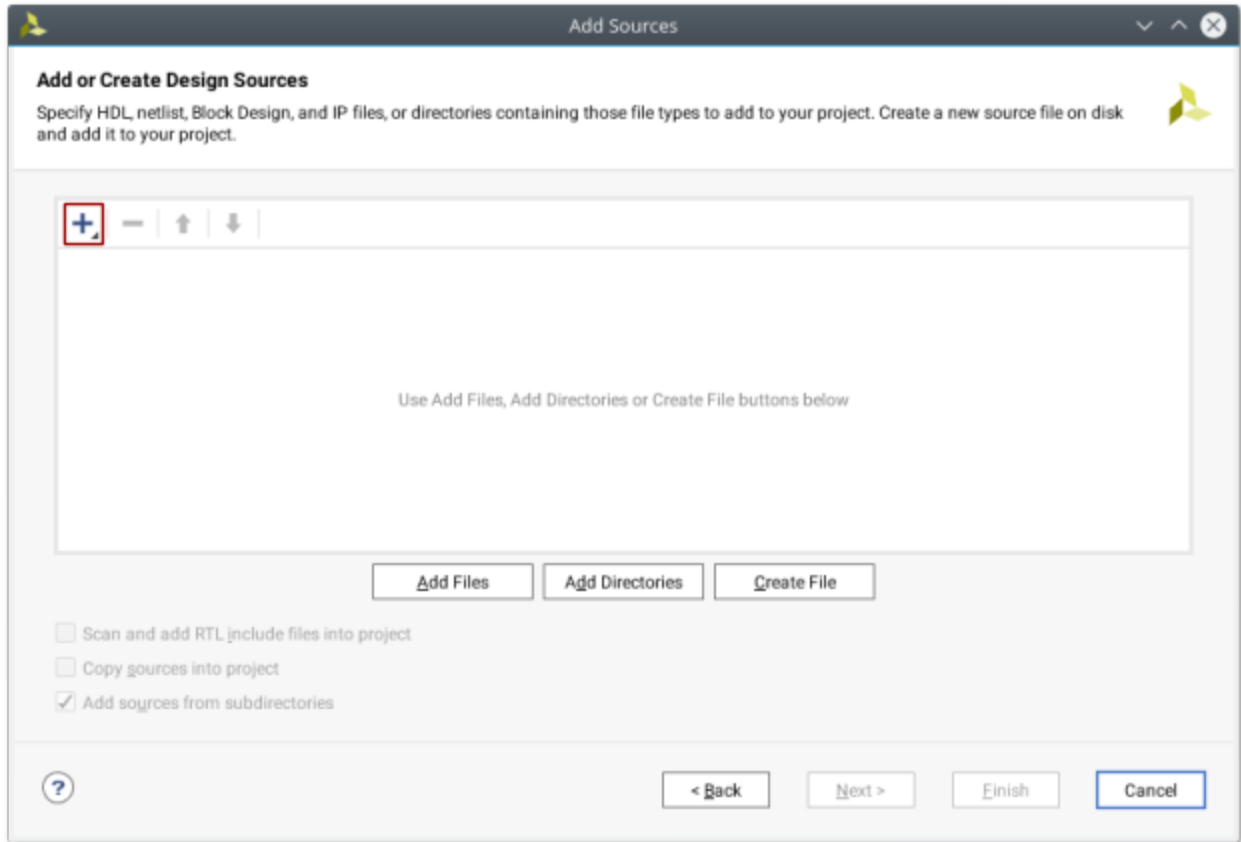 Add Sources
Add or Create Design Sources
Specify HDL, netlist, Block Design, and IP files, or directories containing those file types to add to your project. Create a new source file on disk
and add it to your project.
Use Add Files, Add Directories or Create File buttons below
Add Files Add Directories Create File
Scan and add RTL include files into project
Copy sources into project
Add sources from subdirectories
? < Back Next > Finish Cancel